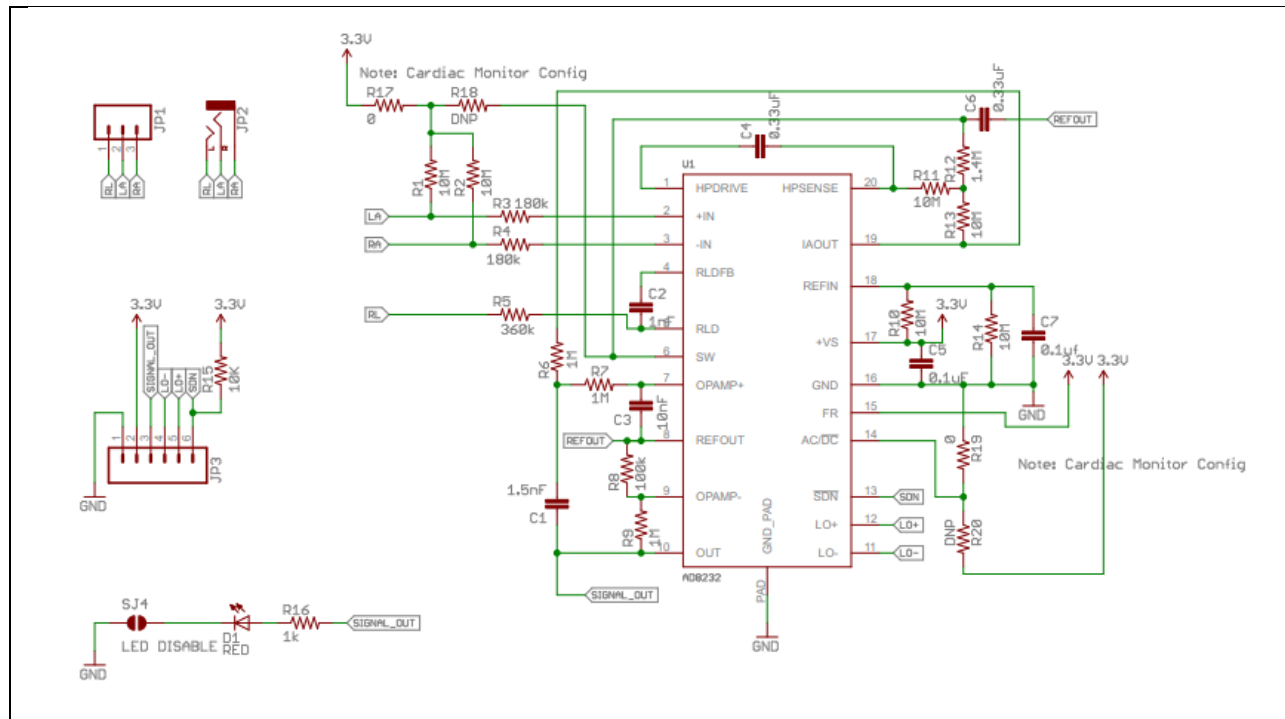 3.3V
Note: Cardiac Monitor Config
R17
0
R18
DNP
JP1
1
2
3
RL
LA
RA
JP2
L
R
RL
LA
RA
R1
10M
R2
10M
LA
R3 180k
RA
R4
180k
RL
R5
360k
C2
1nF
R6
1M
R7
1M
C3
10nF
REFOUT
R8
100k
R9
1M
1.5nF
C1
SIGNAL_OUT
C4
0.33uF
C6
0.33uF
REFOUT
R12
1.4M
R11
10M
R13
10M
U1
1
HPDRIVE
HPSENSE
20
2
+IN
3
-IN
IAOUT
19
4
RLDFB
REFIN
18
RLD
+VS
17
6
SW
7
OPAMP+
GND
16
FR
15
8
REFOUT
AC/DC
14
9
OPAMP-
SDN
13
LO+
12
10
OUT
LO-
11
GND_PAD
AD8232
PAD
GND
R10
10M
3.3V
R14
10M
C7
0.1uf
C5
0.1uF
3.3V
3.3V
GND
R19
0
Note: Cardiac Monitor Config
DNP
R20
SDN
LO+
LO-
3.3V
3.3V
SIGNAL_OUT
LO-
LO+
SDN
R15
10K
1
2
3
4
5
6
JP3
GND
SJ4
LED DISABLE
D1
RED
R16
1k
SIGNAL_OUT
GND